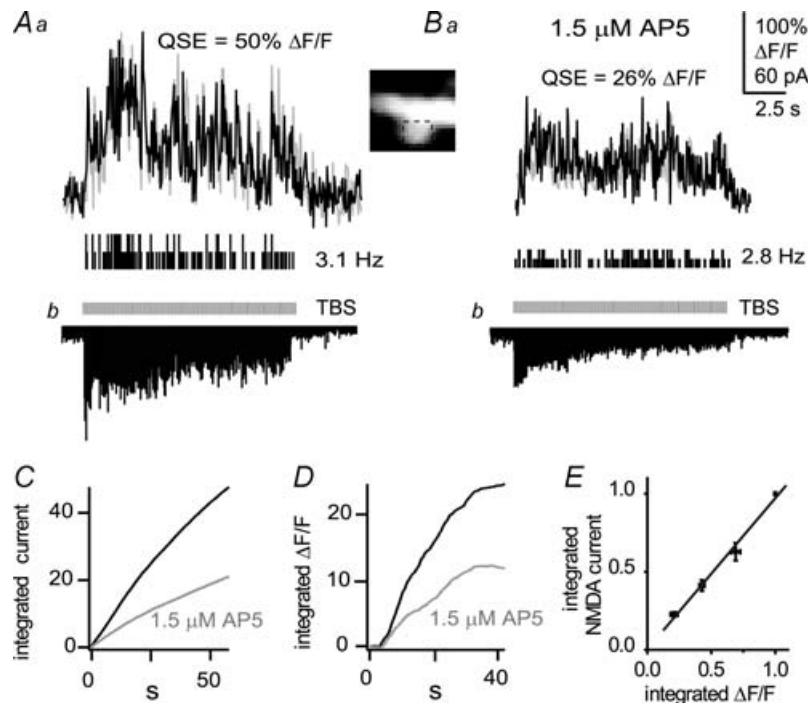 Aa
QSE = 50% ΔF/F
Ba
1.5 µM AP5
QSE = 26% ΔF/F
100%
ΔF/F
60 pA
2.5 s
3.1 Hz
2.8 Hz
b
TBS
b
TBS
C
integrated current
40
20
0
1.5 µM AP5
0
50
s
D
integrated ΔF/F
20
10
0
1.5 µM AP5
0
20
40
s
E
integrated
NMDA current
1.0
0.5
0.0
0.0
0.5
1.0
integrated ΔF/F